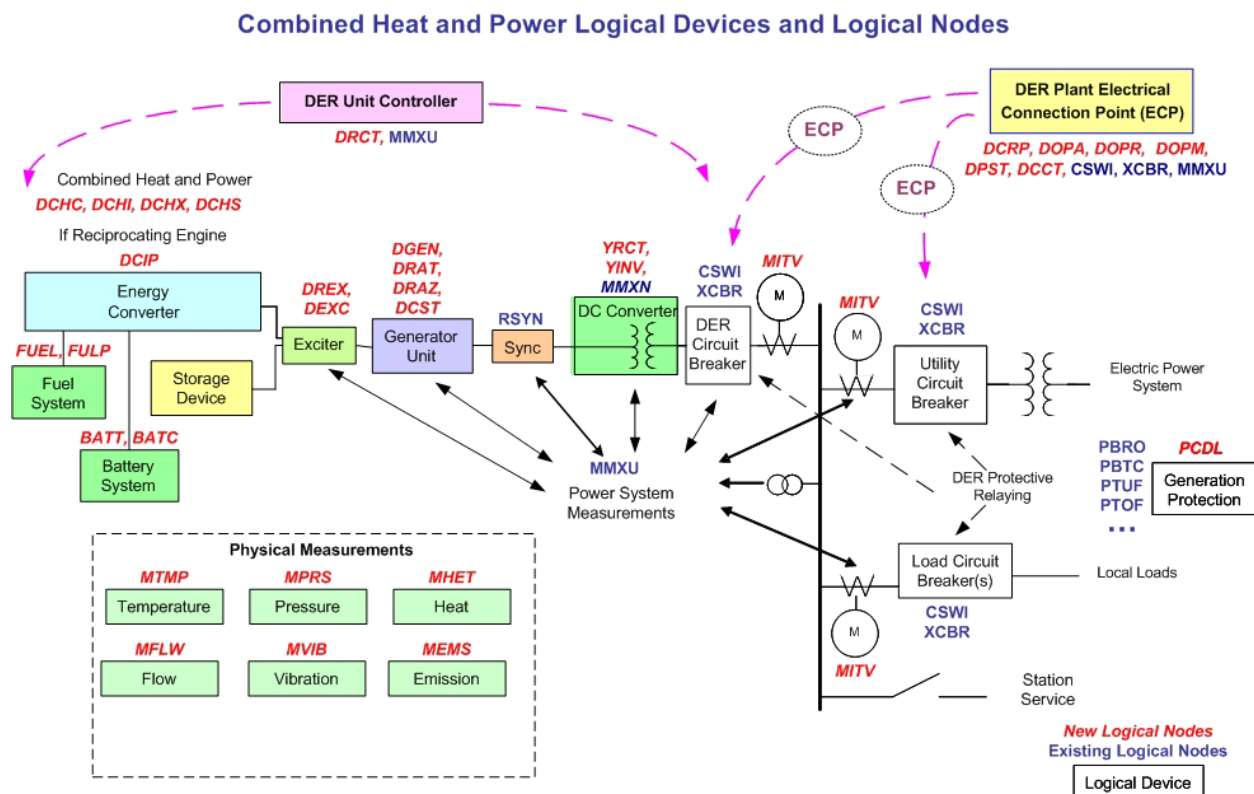 Combined Heat and Power Logical Devices and Logical Nodes
DER Unit Controller
DRCT, MMXU
ECP
DER Plant Electrical
Connection Point (ECP)
DCRP, DOPA, DOPR, DOPM,
DPST, DCCT, CSWI, XCBR, MMXU
ECP
Combined Heat and Power
DCHC, DCHI, DCHX, DCHS
If Reciprocating Engine
DCIP
Energy
Converter
FUEL, FULP
Fuel
System
BATT, BATC
Battery
System
Storage
Device
DREX,
DEXC
Exciter
DGEN,
DRAT,
DRAZ,
DCST
Generator
Unit
RSYN
Sync
YRCT,
YINV,
MMXN
DC Converter
CSWI
XCBR
DER
Circuit
Breaker
MITV
M
MITV
M
CSWI
XCBR
Utility
Circuit
Breaker
Electric Power
System
MMXU
Power System
Measurements
DER Protective
Relaying
PBRO
PBTC
PTUF
PTOF
...
PCDL
Generation
Protection
Load Circuit
Breaker(s)
CSWI
XCBR
Local Loads
M
MITV
Station
Service
Physical Measurements
MTMP MPRS MHET
Temperature Pressure Heat
MFLW MVIB MEMS
Flow Vibration Emission
New Logical Nodes
Existing Logical Nodes
Logical Device